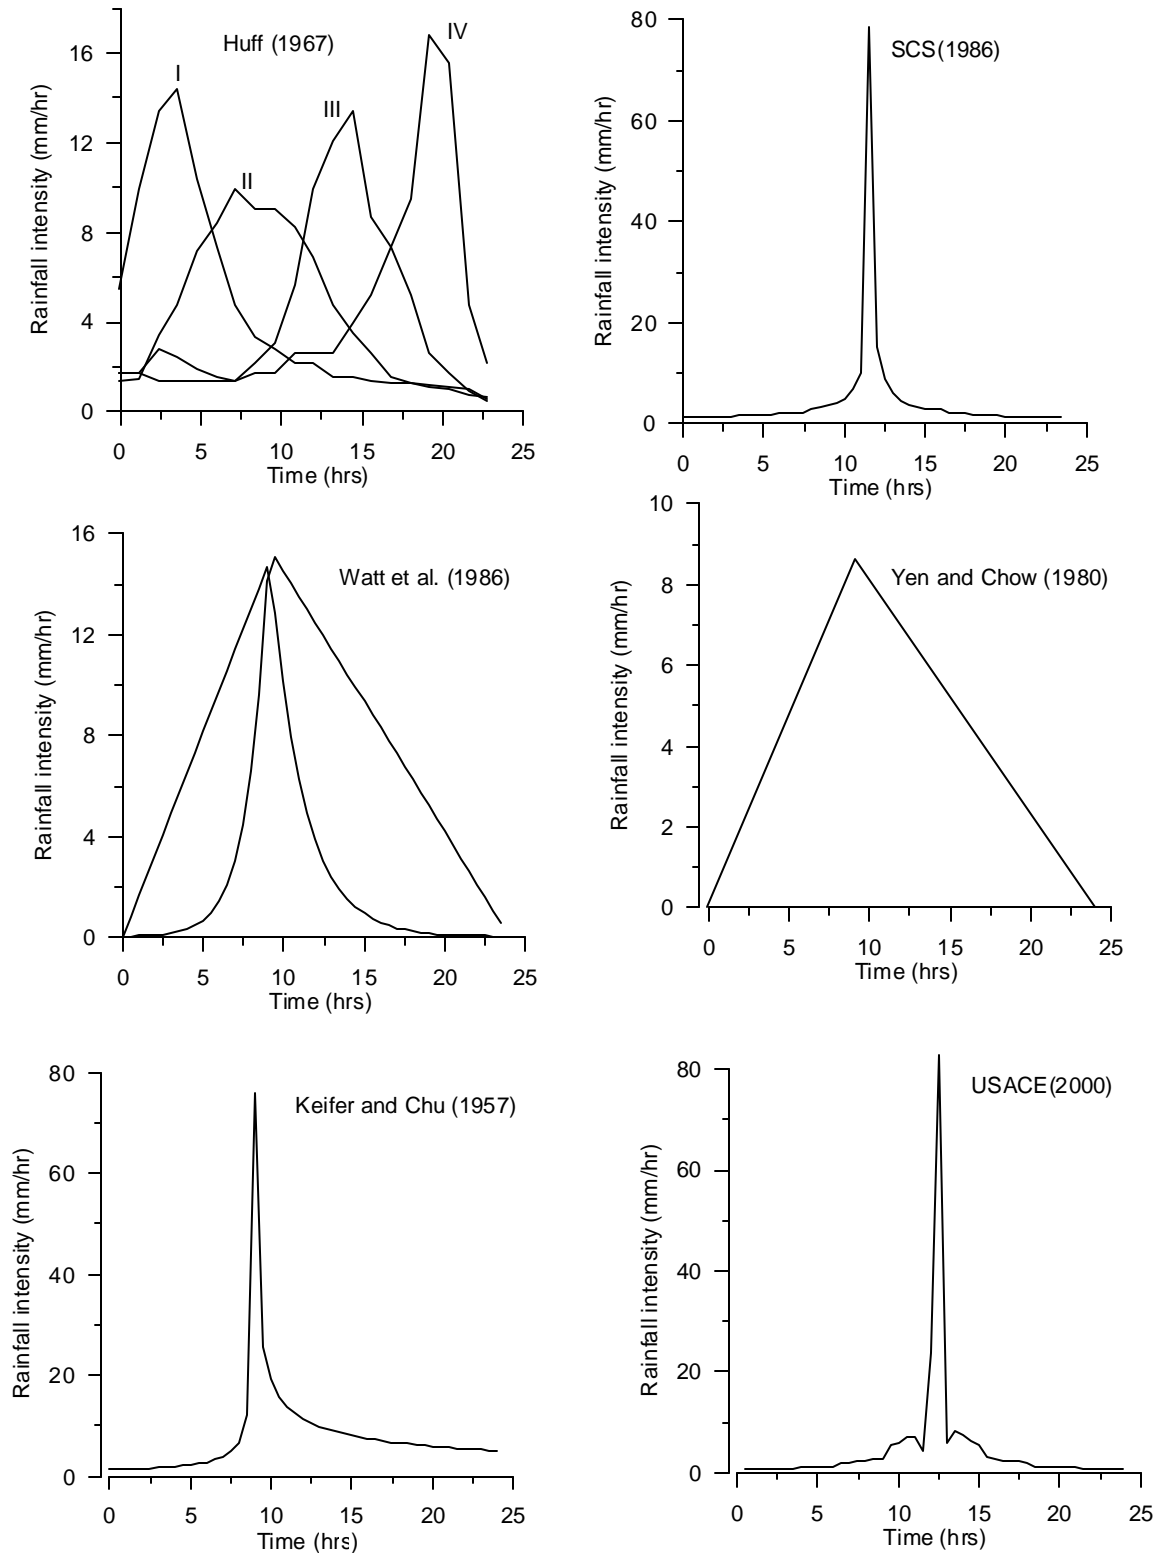 Huff (1967)
I
II
III
IV
Rainfall intensity (mm/hr)
16
12
8
4
0
0 5 10 15 20 25
Time (hrs)
SCS(1986)
Rainfall intensity (mm/hr)
80
60
40
20
0
0 5 10 15 20 25
Time (hrs)
Watt et al. (1986)
Rainfall intensity (mm/hr)
16
12
8
4
0
0 5 10 15 20 25
Time (hrs)
Yen and Chow (1980)
Rainfall intensity (mm/hr)
10
8
6
4
2
0
0 5 10 15 20 25
Time (hrs)
Keifer and Chu (1957)
Rainfall intensity (mm/hr)
80
60
40
20
0
0 5 10 15 20 25
Time (hrs)
USACE(2000)
Rainfall intensity (mm/hr)
80
60
40
20
0
0 5 10 15 20 25
Time (hrs)